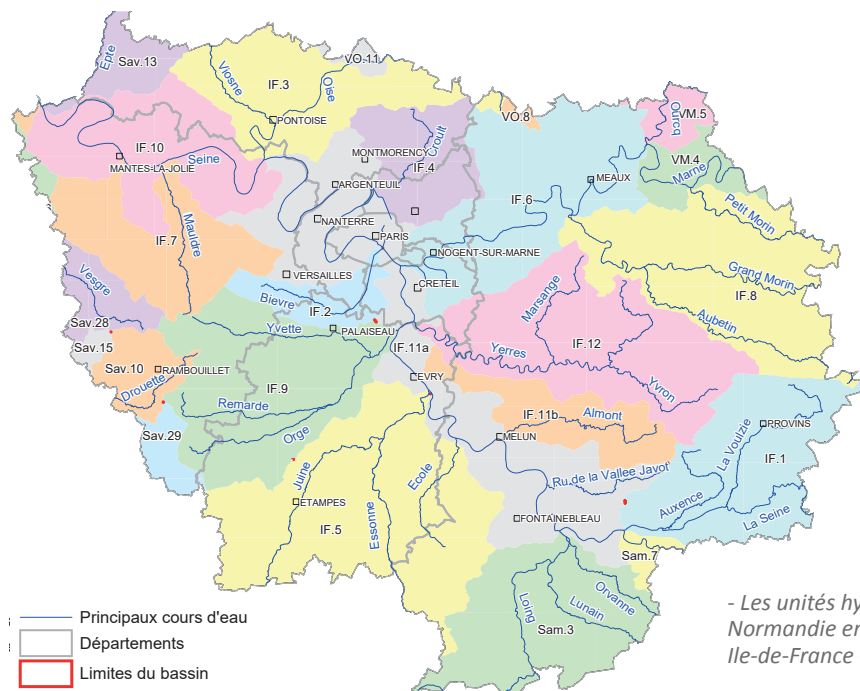 Epte
Sav.13
Viosne
IF.3
Oise
VO.11
PONTOISE
IF.10
MANTES-LA-JOLIE
Seine
MONTMORENCY
Croult
IF.4
ARGENTEUIL
VO.8
Ourcq
VM.5
VM.4
Marne
MEAUX
IF.6
Petit Morin
NANTERRE
PARIS
NOGENT-SUR-MARNE
Mauldre
IF.7
VERSAILLES
CRETEIL
Grand Morin
IF.8
Vesgre
Bievre
IF.2
Marsange
Aubetin
Sav.28
Yvette
PALAISEAU
IF.11a
IF.12
Sav.15
Yerres
Sav.10
RAMBOUILLET
EVRY
Yvron
Drouette
IF.9
Remarde
IF.11b
Almont
Sav.29
Orge
MELUN
PROVINS
La Voulzie
IF.1
Juine
Ecole
Ru de la Vallee Javot
ETAMPES
IF.5
Essonne
FONTAINEBLEAU
Auxence
La Seine
Sam.7
Loing
Orvanne
Lunain
Sam.3
Principaux cours d'eau
Départements
Limites du bassin
- Les unités hy
Normandie en
Ile-de-France